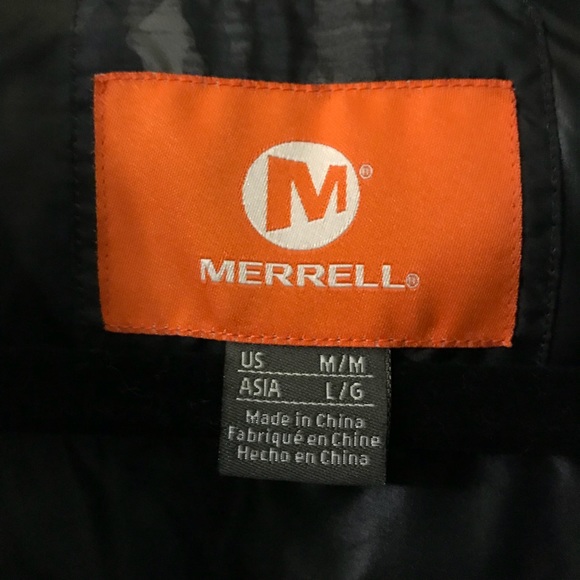 M®
MERRELL®
US M/M
ASIA L/G
Made in China
Fabriqué en Chine
Hecho en China